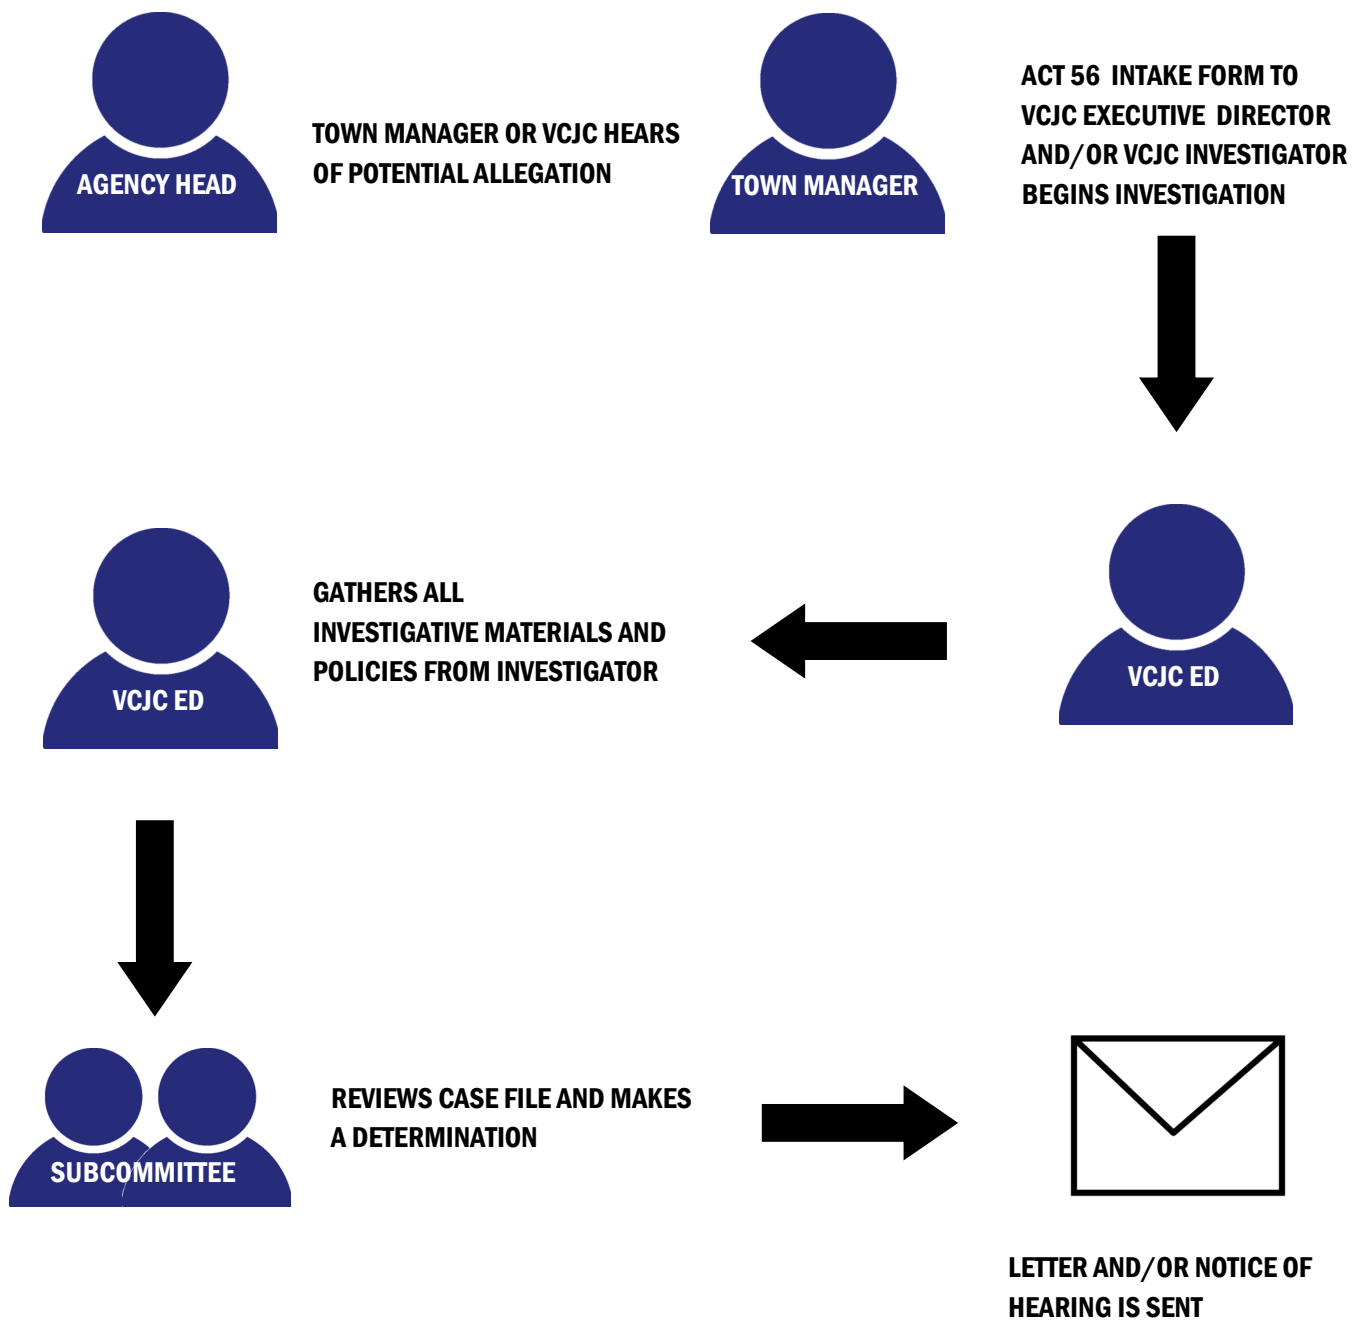 AGENCY HEAD
TOWN MANAGER OR VCJC HEARS
OF POTENTIAL ALLEGATION
TOWN MANAGER
ACT 56 INTAKE FORM TO
VCJC EXECUTIVE DIRECTOR
AND/OR VCJC INVESTIGATOR
BEGINS INVESTIGATION
VCJC ED
GATHERS ALL
INVESTIGATIVE MATERIALS AND
POLICIES FROM INVESTIGATOR
VCJC ED
SUBCOMMITTEE
REVIEWS CASE FILE AND MAKES
A DETERMINATION
LETTER AND/OR NOTICE OF
HEARING IS SENT